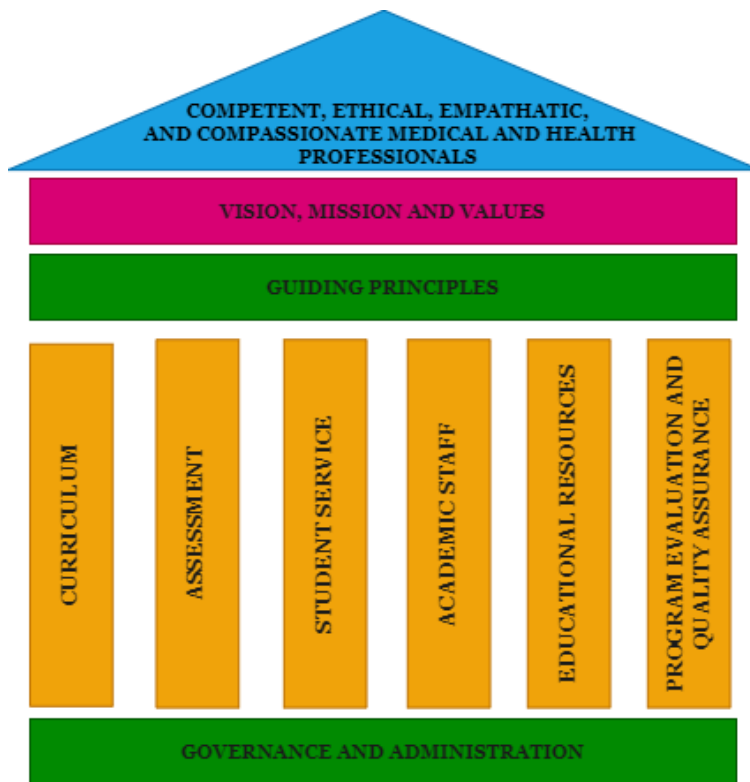 COMPETENT, ETHICAL, EMPATHATIC,
AND COMPASSIONATE MEDICAL AND HEALTH
PROFESSIONALS
VISION, MISSION AND VALUES
GUIDING PRINCIPLES
CURRICULUM
ASSESSMENT
STUDENT SERVICE
ACADEMIC STAFF
EDUCATIONAL RESOURCES
PROGRAM EVALUATION AND
QUALITY ASSURANCE
GOVERNANCE AND ADMINISTRATION